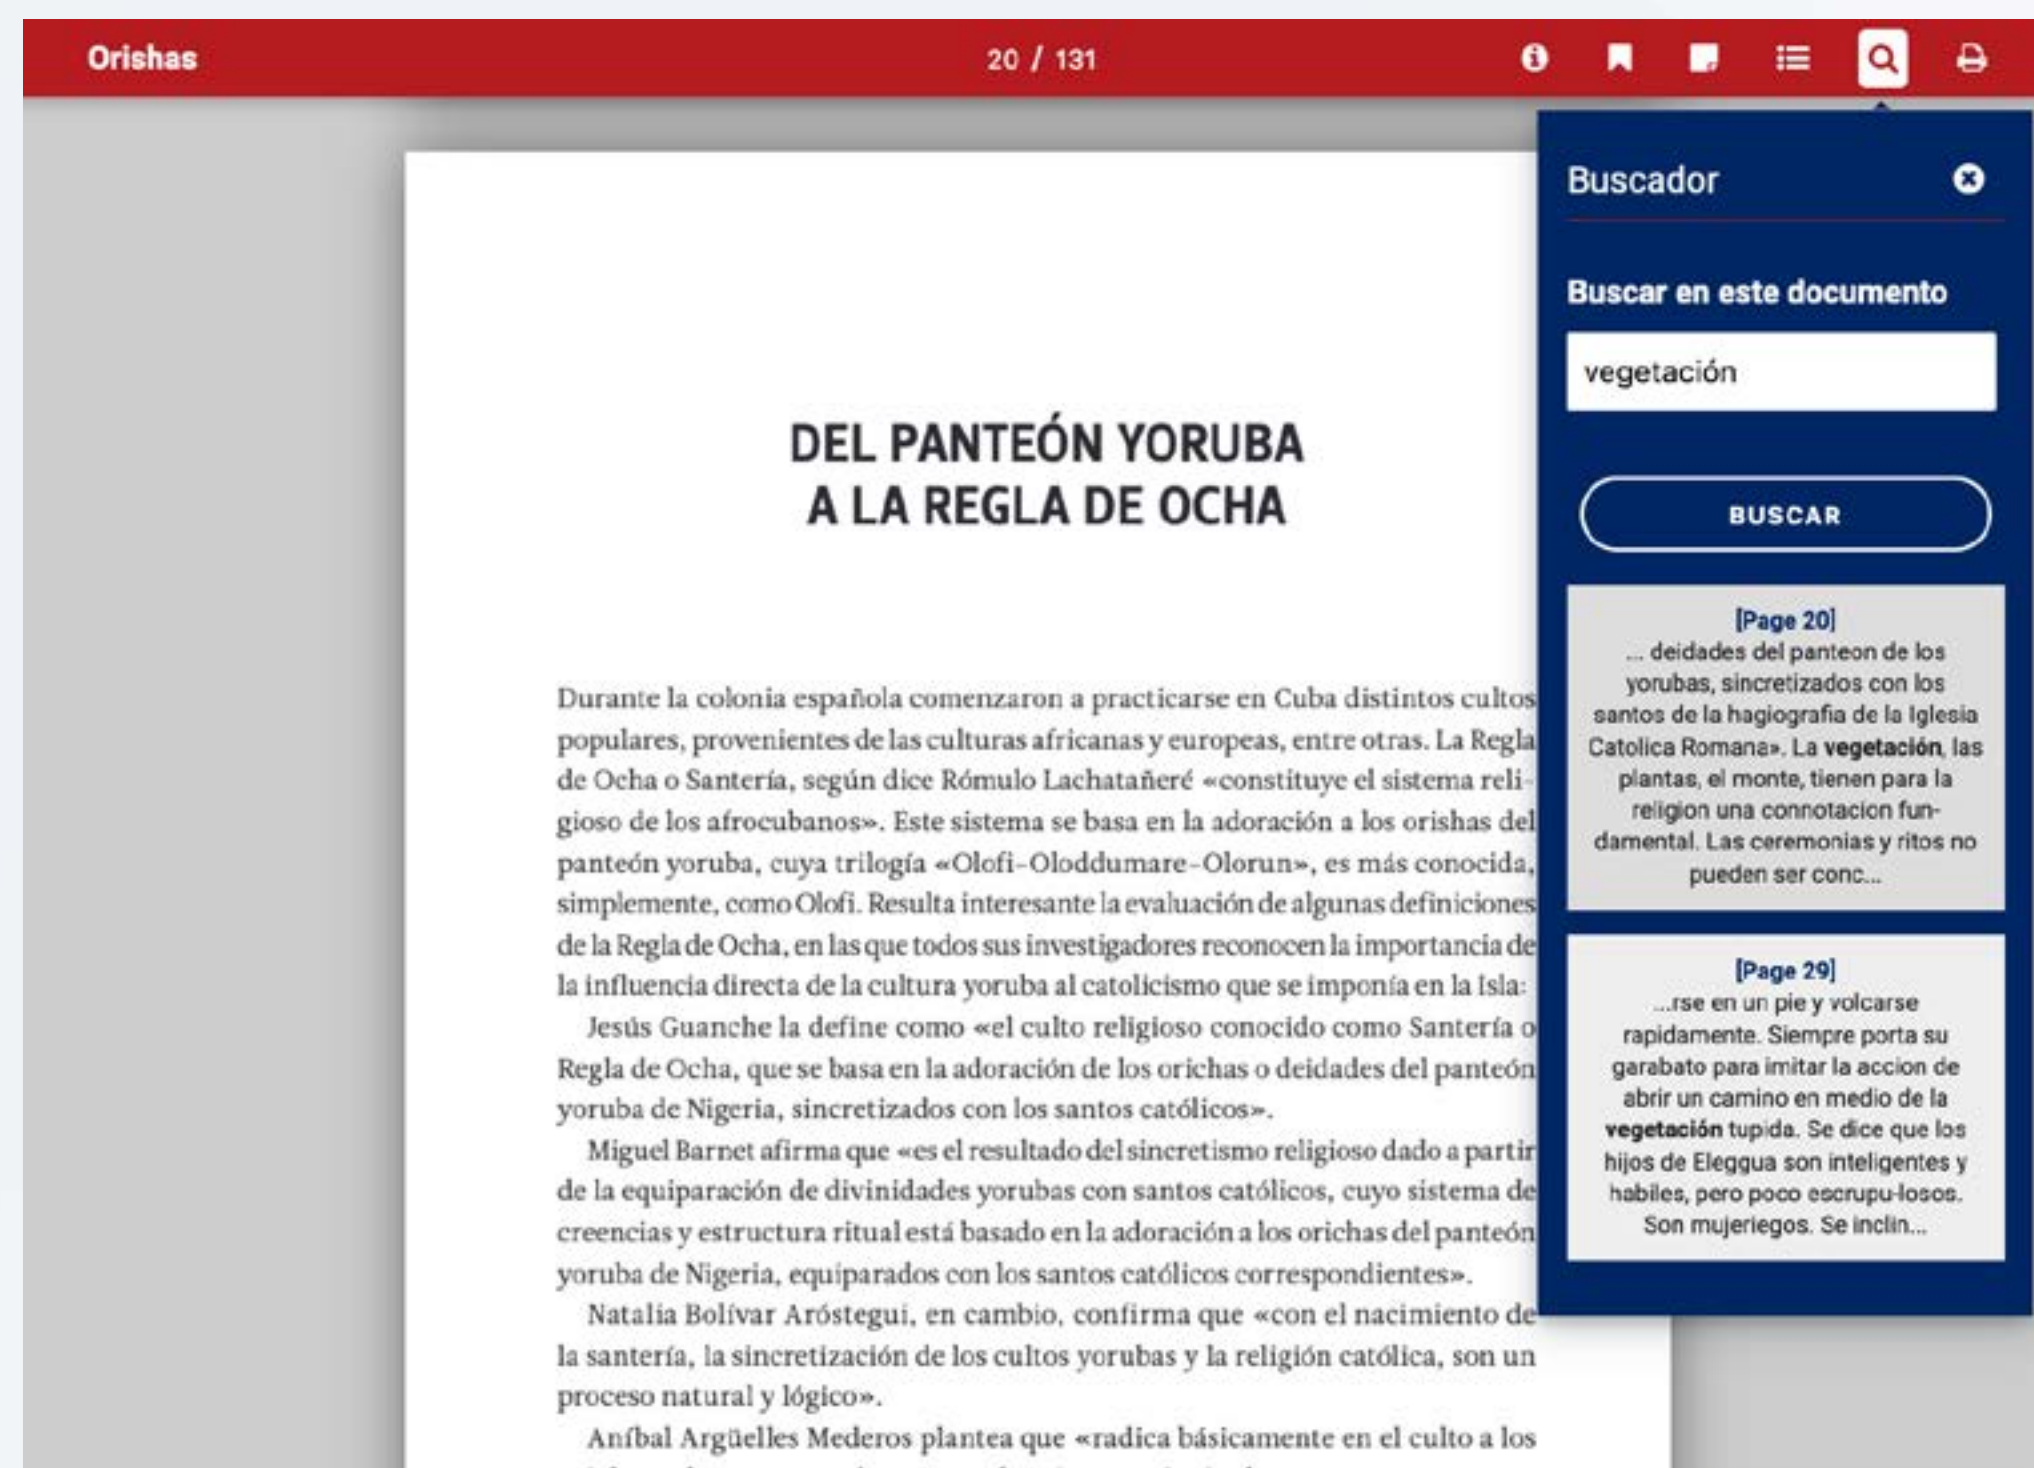 Orishas
20 / 131
DEL PANTEÓN YORUBA
A LA REGLA DE OCHA
Durante la colonia española comenzaron a practicarse en Cuba distintos cultos
populares, provenientes de las culturas africanas y europeas, entre otras. La Regla
de Ocha o Santería, según dice Rómulo Lachatañeré «constituye el sistema reli-
gioso de los afrocubanos». Este sistema se basa en la adoración a los orishas del
panteón yoruba, cuya trilogía «Olofi-Oloddumare-Olorun», es más conocida,
simplemente, como Olofi. Resulta interesante la evaluación de algunas definiciones
de la Regla de Ocha, en las que todos sus investigadores reconocen la importancia de
la influencia directa de la cultura yoruba al catolicismo que se imponía en la Isla:
Jesús Guanche la define como «el culto religioso conocido como Santería o
Regla de Ocha, que se basa en la adoración de los orichas o deidades del panteón
yoruba de Nigeria, sincretizados con los santos católicos».
Miguel Barnet afirma que «es el resultado del sincretismo religioso dado a partir
de la equiparación de divinidades yorubas con santos católicos, cuyo sistema de
creencias y estructura ritual está basado en la adoración a los orichas del panteón
yoruba de Nigeria, equiparados con los santos católicos correspondientes».
Natalia Bolívar Aróstegui, en cambio, confirma que «con el nacimiento de
la santería, la sincretización de los cultos yorubas y la religión católica, son un
proceso natural y lógico».
Aníbal Argüelles Mederos plantea que «radica básicamente en el culto a los
Buscador
Buscar en este documento
vegetación
BUSCAR
[Page 20]
... deidades del panteon de los
yorubas, sincretizados con los
santos de la hagiografia de la Iglesia
Catolica Romana». La vegetación, las
plantas, el monte, tienen para la
religion una connotacion fun-
damental. Las ceremonias y ritos no
pueden ser conc...
[Page 29]
...rse en un pie y volcarse
rapidamente. Siempre porta su
garabato para imitar la accion de
abrir un camino en medio de la
vegetación tupida. Se dice que los
hijos de Eleggua son inteligentes y
habiles, pero poco escrupu-losos.
Son mujeriegos. Se inclin...